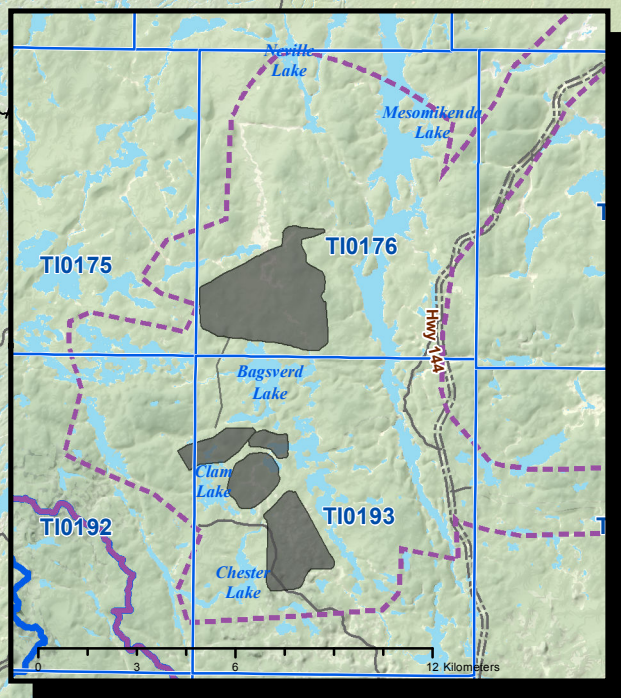 Neville
Lake
Mesomikenda
Lake
T
TI0176
TI0175
Hwy 144
Bagsverd
Lake
Clam
Lake
TI0193
TI0192
T
Chester
Lake
0 3 6 12 Kilometers